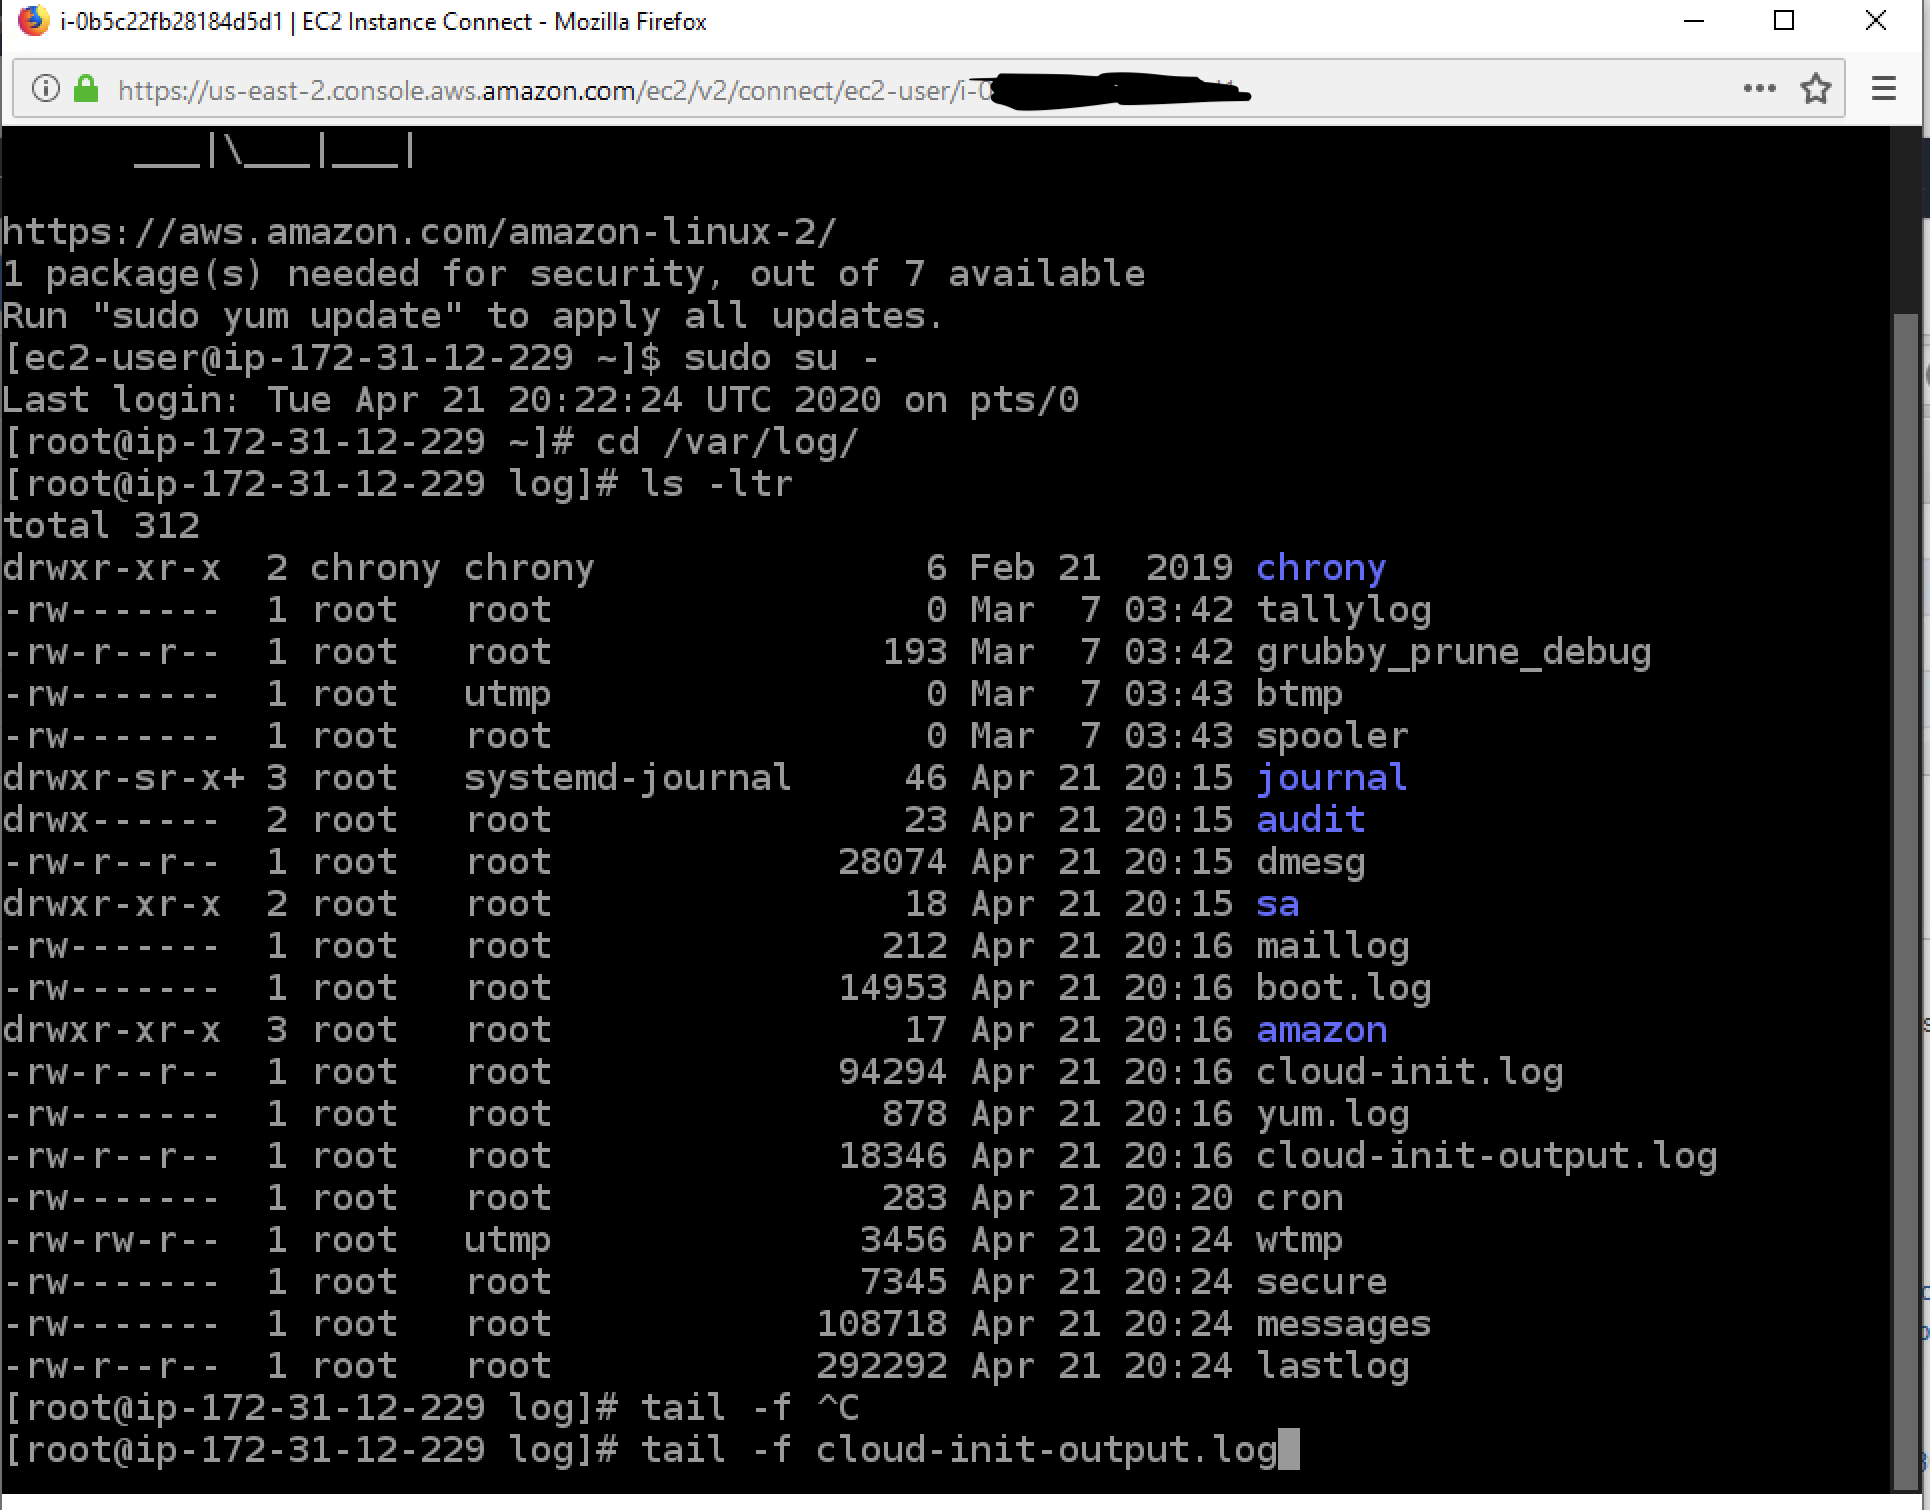 i-0b5c22fb28184d5d1 | EC2 Instance Connect - Mozilla Firefox
https://us-east-2.console.aws.amazon.com/ec2/v2/connect/ec2-user/i-0
___|\___|___|
https://aws.amazon.com/amazon-linux-2/
1 package(s) needed for security, out of 7 available
Run "sudo yum update" to apply all updates.
[ec2-user@ip-172-31-12-229 ~]$ sudo su -
Last login: Tue Apr 21 20:22:24 UTC 2020 on pts/0
[root@ip-172-31-12-229 ~]# cd /var/log/
[root@ip-172-31-12-229 log]# ls -ltr
total 312
drwxr-xr-x  2 chrony chrony               6 Feb 21  2019 chrony
-rw-------  1 root   root                 0 Mar  7 03:42 tallylog
-rw-r--r--  1 root   root               193 Mar  7 03:42 grubby_prune_debug
-rw-------  1 root   utmp                 0 Mar  7 03:43 btmp
-rw-------  1 root   root                 0 Mar  7 03:43 spooler
drwxr-sr-x+ 3 root   systemd-journal     46 Apr 21 20:15 journal
drwx------  2 root   root                23 Apr 21 20:15 audit
-rw-r--r--  1 root   root             28074 Apr 21 20:15 dmesg
drwxr-xr-x  2 root   root                18 Apr 21 20:15 sa
-rw-------  1 root   root               212 Apr 21 20:16 maillog
-rw-------  1 root   root             14953 Apr 21 20:16 boot.log
drwxr-xr-x  3 root   root                17 Apr 21 20:16 amazon
-rw-r--r--  1 root   root             94294 Apr 21 20:16 cloud-init.log
-rw-------  1 root   root               878 Apr 21 20:16 yum.log
-rw-r--r--  1 root   root             18346 Apr 21 20:16 cloud-init-output.log
-rw-------  1 root   root               283 Apr 21 20:20 cron
-rw-rw-r--  1 root   utmp              3456 Apr 21 20:24 wtmp
-rw-------  1 root   root              7345 Apr 21 20:24 secure
-rw-------  1 root   root            108718 Apr 21 20:24 messages
-rw-r--r--  1 root   root            292292 Apr 21 20:24 lastlog
[root@ip-172-31-12-229 log]# tail -f ^C
[root@ip-172-31-12-229 log]# tail -f cloud-init-output.log